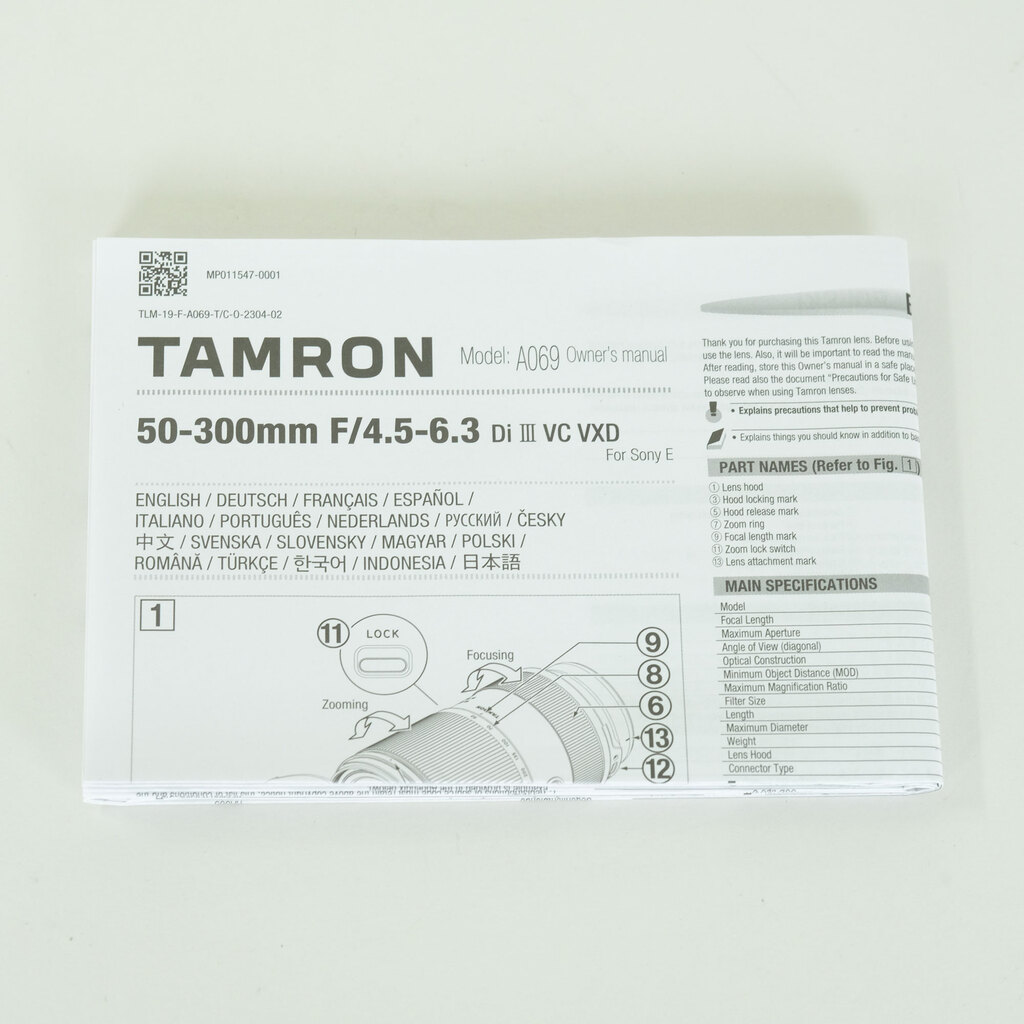 MP011547-0001
TLM-19-F-A069-T/C-O-2304-02
TAMRON Model: A069 Owner's manual
50-300mm F/4.5-6.3 Di III VC VXD
For Sony E
ENGLISH / DEUTSCH / FRANÇAIS / ESPAÑOL /
ITALIANO / PORTUGUÊS / NEDERLANDS / РУССКИЙ / ČESKY
中文 / SVENSKA / SLOVENSKY / MAGYAR / POLSKI /
ROMÂNĂ / TÜRKÇE / 한국어 / INDONESIA / 日本語
1
11 LOCK
Focusing
Zooming
9
8
6
13
12
Thank you for purchasing this Tamron lens. Before
use the lens. Also, it will be important to read the
After reading, store this Owner's manual in a safe
Please read also the document "Precautions for Safe
to observe when using Tamron lenses.
• Explains precautions that help to prevent
• Explains things you should know in addition to
PART NAMES (Refer to Fig. 1)
① Lens hood
③ Hood locking mark
⑤ Hood release mark
⑦ Zoom ring
⑨ Focal length mark
⑪ Zoom lock switch
⑬ Lens attachment mark
MAIN SPECIFICATIONS
Model
Focal Length
Maximum Aperture
Angle of View (diagonal)
Optical Construction
Minimum Object Distance (MOD)
Maximum Magnification Ratio
Filter Size
Length
Maximum Diameter
Weight
Lens Hood
Connector Type